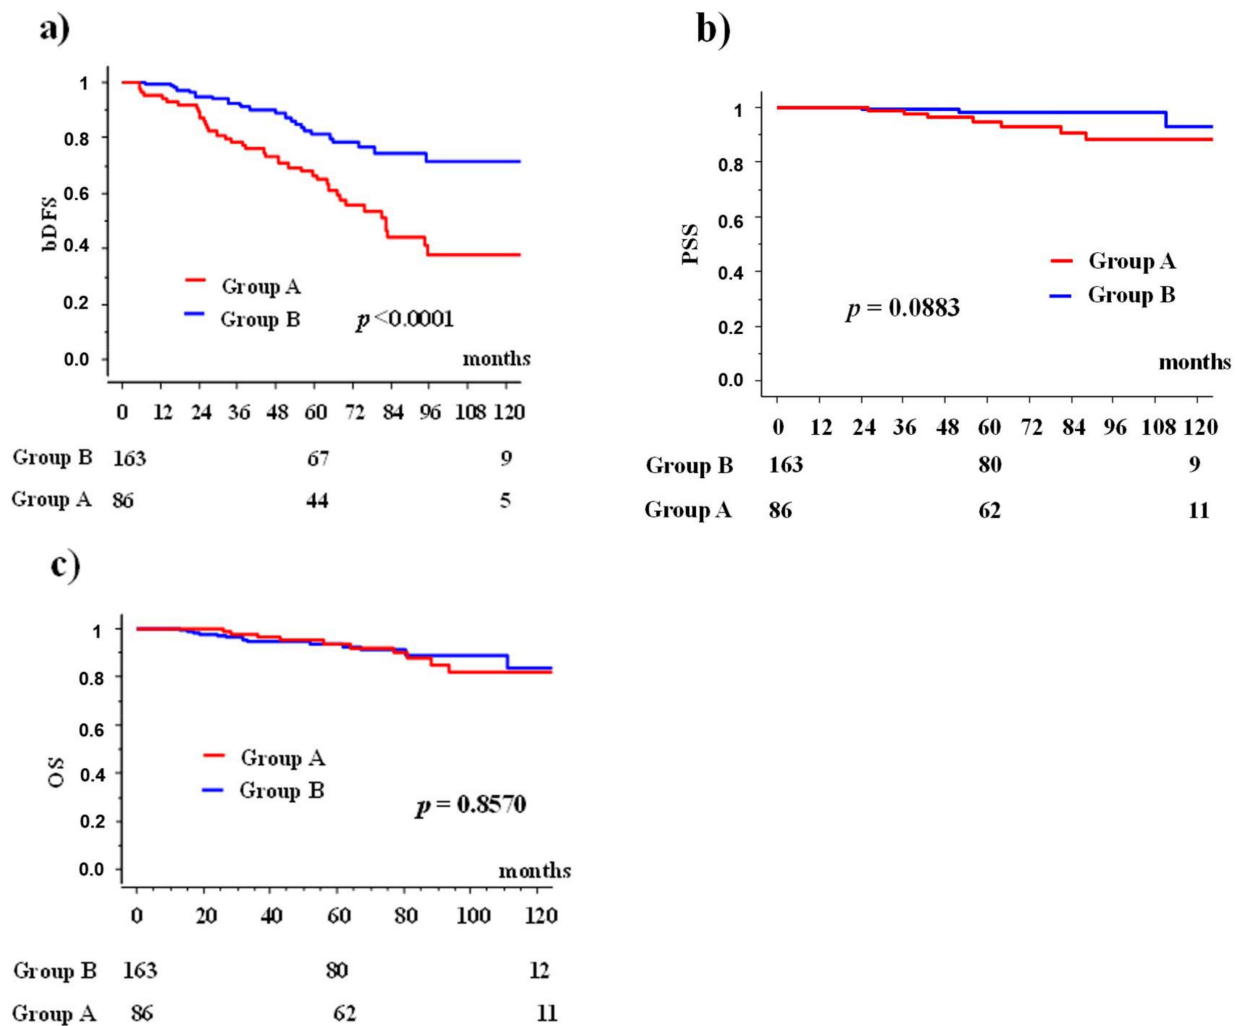 a)
1
0.8
0.6
0.4
0.2
0.0
bDFS
Group A
Group B
p<0.0001
months
0 12 24 36 48 60 72 84 96 108 120
Group B 163 67 9
Group A 86 44 5
b)
1
0.8
0.6
0.4
0.2
0.0
PSS
Group A
Group B
p = 0.0883
months
0 12 24 36 48 60 72 84 96 108 120
Group B 163 80 9
Group A 86 62 11
c)
1
0.8
0.6
0.4
0.2
0.0
OS
Group A
Group B
p = 0.8570
months
0 20 40 60 80 100 120
Group B 163 80 12
Group A 86 62 11